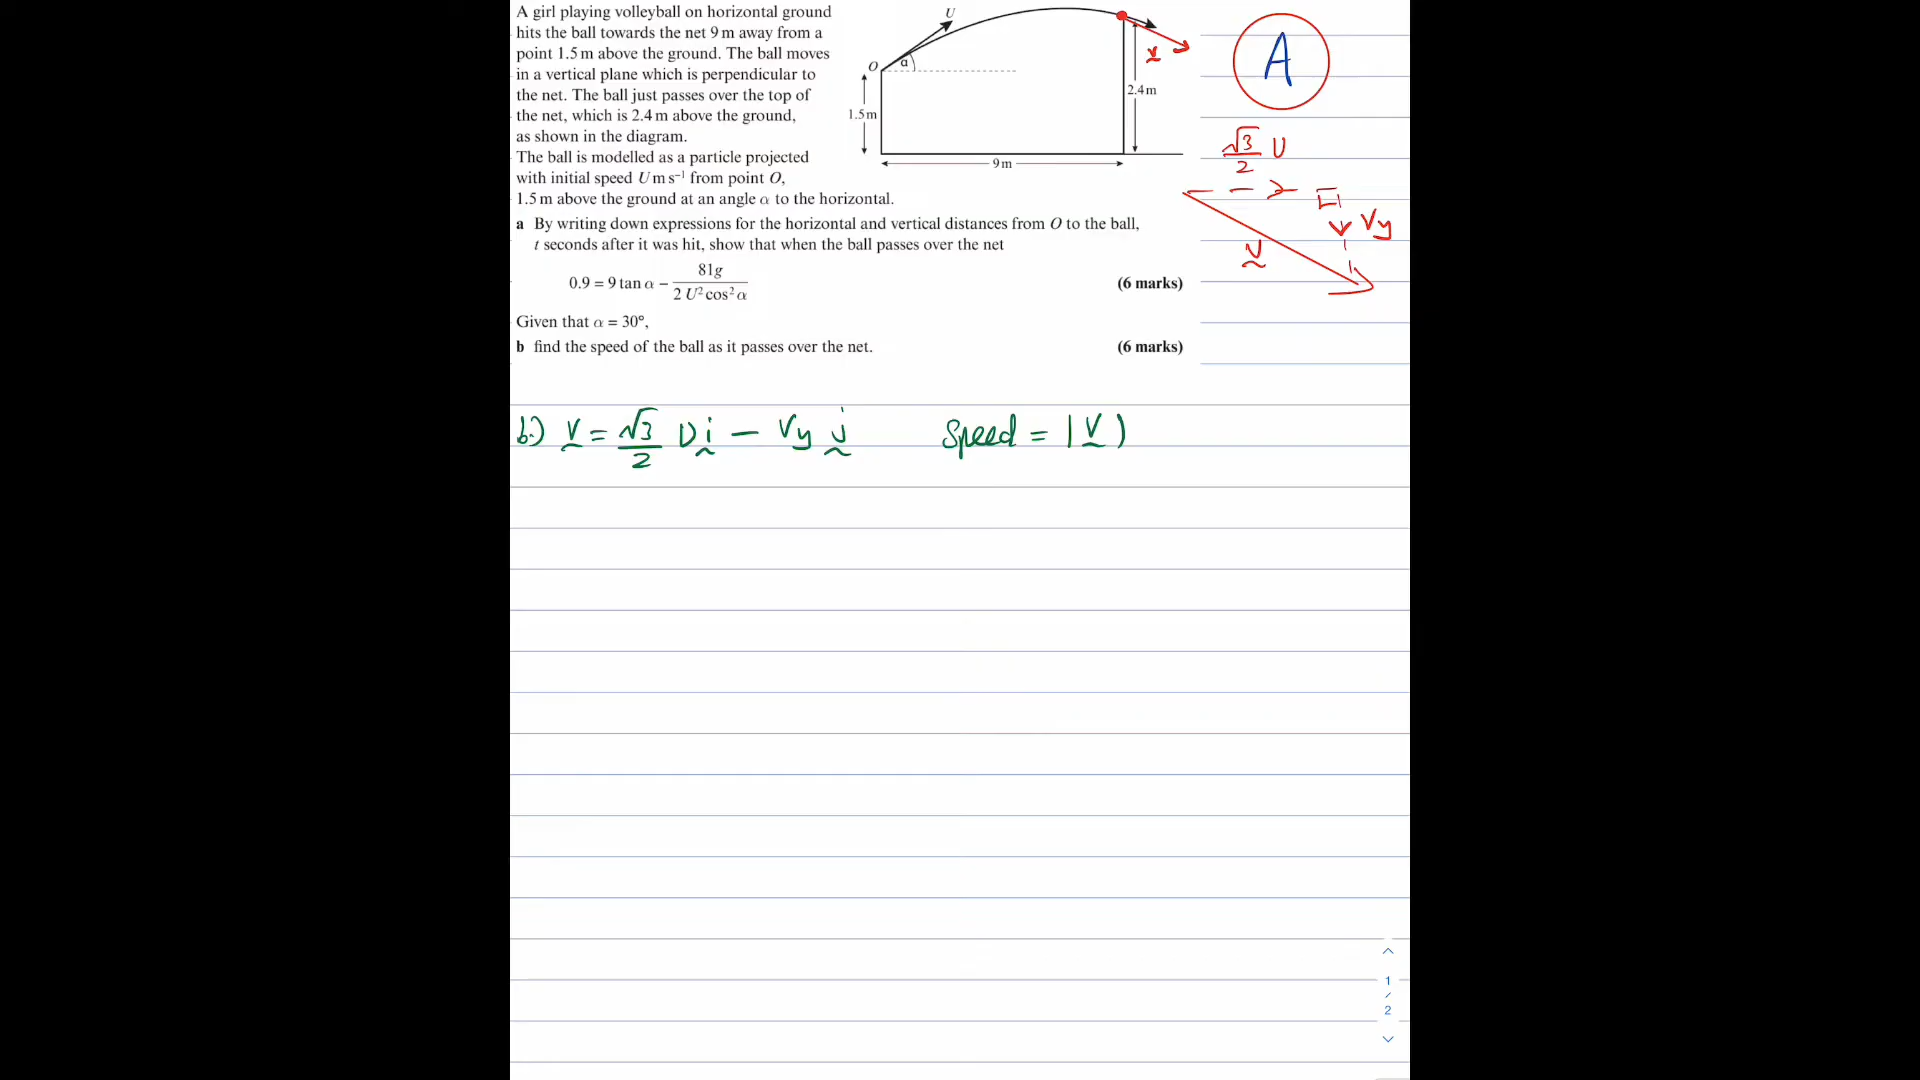 A girl playing volleyball on horizontal ground
hits the ball towards the net 9 m away from a
point 1.5 m above the ground. The ball moves
in a vertical plane which is perpendicular to
the net. The ball just passes over the top of
the net, which is 2.4 m above the ground,
as shown in the diagram.
The ball is modelled as a particle projected
with initial speed U m s⁻¹ from point O,
1.5 m above the ground at an angle α to the horizontal.
U
O
α
1.5 m
2.4 m
9 m
v
A
√3/2 U
Vy
v
a By writing down expressions for the horizontal and vertical distances from O to the ball,
t seconds after it was hit, show that when the ball passes over the net
0.9 = 9 tan α − 81g / 2 U² cos² α (6 marks)
Given that α = 30°,
b find the speed of the ball as it passes over the net. (6 marks)
b) v = √3/2 U i − Vy j speed = |v|
1
/
2